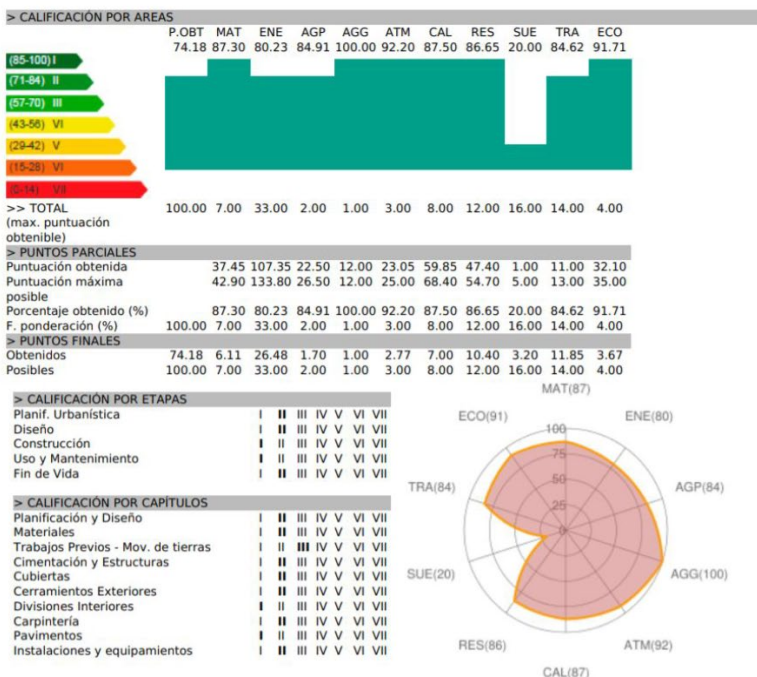 > CALIFICACIÓN POR AREAS
P.OBT MAT ENE AGP AGG ATM CAL RES SUE TRA ECO
74.18 87.30 80.23 84.91 100.00 92.20 87.50 86.65 20.00 84.62 91.71
(85-100) I
(71-84) II
(57-70) III
(43-56) VI
(29-42) V
(15-28) VI
(0-14) VII
>> TOTAL 100.00 7.00 33.00 2.00 1.00 3.00 8.00 12.00 16.00 14.00 4.00
(max. puntuación
obtenible)
> PUNTOS PARCIALES
Puntuación obtenida 37.45 107.35 22.50 12.00 23.05 59.85 47.40 1.00 11.00 32.10
Puntuación máxima 42.90 133.80 26.50 12.00 25.00 68.40 54.70 5.00 13.00 35.00
posible
Porcentaje obtenido (%) 87.30 80.23 84.91 100.00 92.20 87.50 86.65 20.00 84.62 91.71
F. ponderación (%) 100.00 7.00 33.00 2.00 1.00 3.00 8.00 12.00 16.00 14.00 4.00
> PUNTOS FINALES
Obtenidos 74.18 6.11 26.48 1.70 1.00 2.77 7.00 10.40 3.20 11.85 3.67
Posibles 100.00 7.00 33.00 2.00 1.00 3.00 8.00 12.00 16.00 14.00 4.00
> CALIFICACIÓN POR ETAPAS
Planif. Urbanística I II III IV V VI VII
Diseño I II III IV V VI VII
Construcción I II III IV V VI VII
Uso y Mantenimiento I II III IV V VI VII
Fin de Vida I II III IV V VI VII
> CALIFICACIÓN POR CAPÍTULOS
Planificación y Diseño I II III IV V VI VII
Materiales I II III IV V VI VII
Trabajos Previos - Mov. de tierras I II III IV V VI VII
Cimentación y Estructuras I II III IV V VI VII
Cubiertas I II III IV V VI VII
Cerramientos Exteriores I II III IV V VI VII
Divisiones Interiores I II III IV V VI VII
Carpintería I II III IV V VI VII
Pavimentos I II III IV V VI VII
Instalaciones y equipamientos I II III IV V VI VII
MAT(87)
ECO(91) ENE(80)
100
75
TRA(84) AGP(84)
50
25
0
SUE(20) AGG(100)
RES(86) ATM(92)
CAL(87)